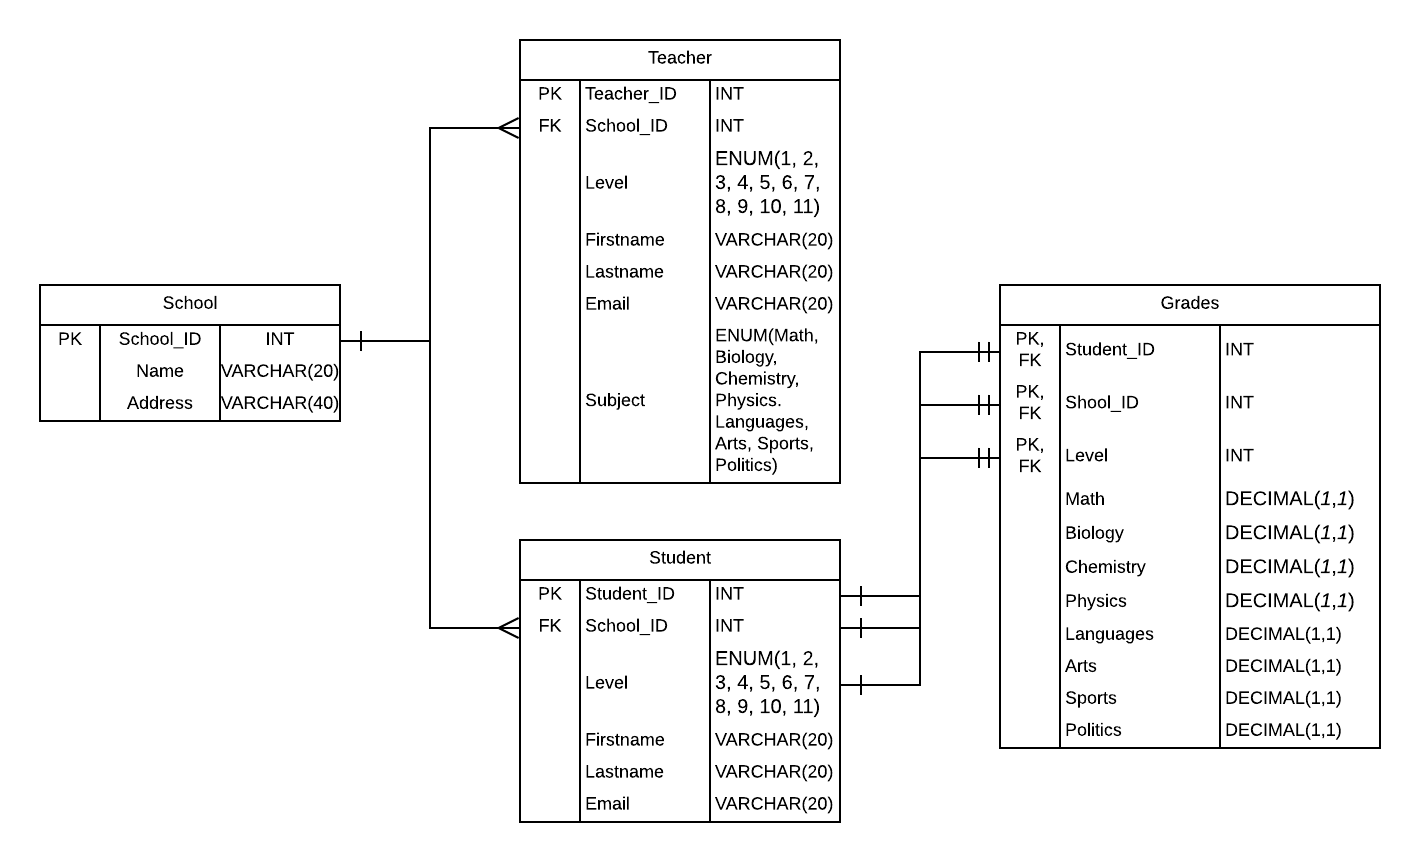 Teacher
PK Teacher_ID INT
FK School_ID INT
Level ENUM(1, 2,
3, 4, 5, 6, 7,
8, 9, 10, 11)
Firstname VARCHAR(20)
Lastname VARCHAR(20)
Email VARCHAR(20)
Subject ENUM(Math,
Biology,
Chemistry,
Physics.
Languages,
Arts, Sports,
Politics)
School
PK School_ID INT
Name VARCHAR(20)
Address VARCHAR(40)
Student
PK Student_ID INT
FK School_ID INT
Level ENUM(1, 2,
3, 4, 5, 6, 7,
8, 9, 10, 11)
Firstname VARCHAR(20)
Lastname VARCHAR(20)
Email VARCHAR(20)
Grades
PK,
FK Student_ID INT
PK,
FK Shool_ID INT
PK,
FK Level INT
Math DECIMAL(1,1)
Biology DECIMAL(1,1)
Chemistry DECIMAL(1,1)
Physics DECIMAL(1,1)
Languages DECIMAL(1,1)
Arts DECIMAL(1,1)
Sports DECIMAL(1,1)
Politics DECIMAL(1,1)